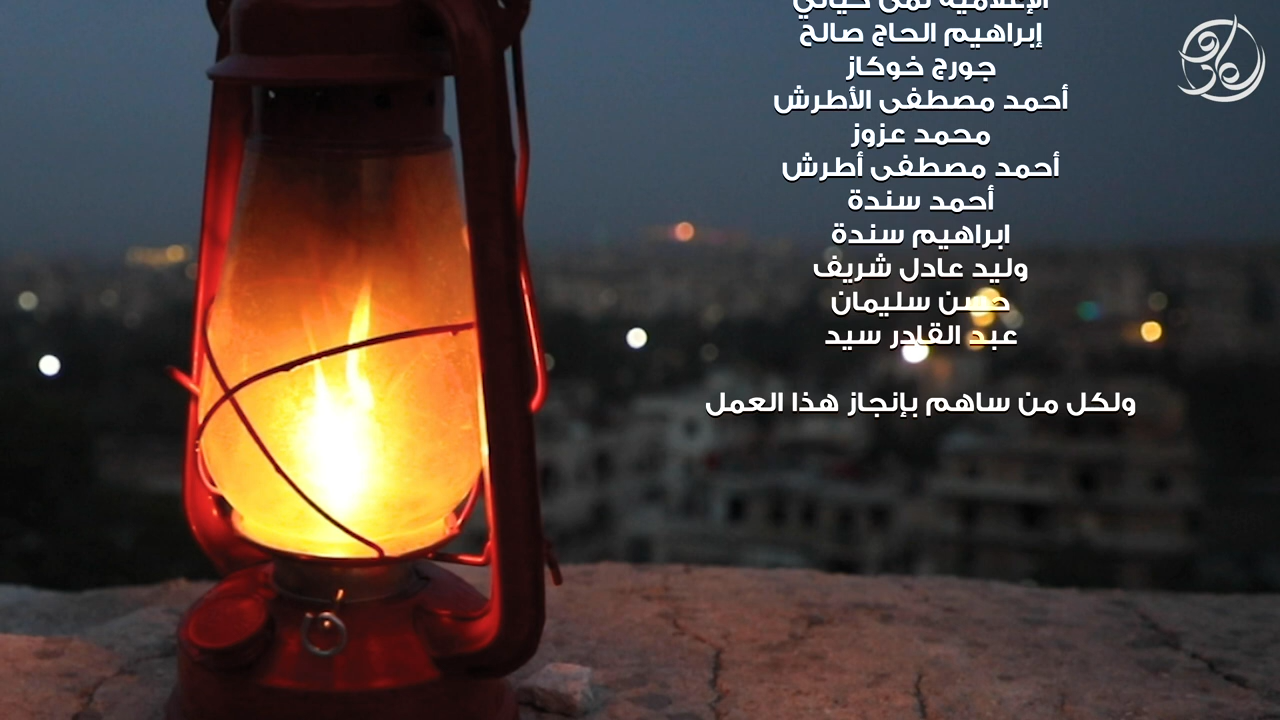 إبراهيم الحاج صالح
جورج خوكاز
أحمد مصطفى الأطرش
محمد عزوز
أحمد مصطفى أطرش
أحمد سندة
ابراهيم سندة
وليد عادل شريف
حسن سليمان
عبد القادر سيد
ولكل من ساهم بإنجاز هذا العمل